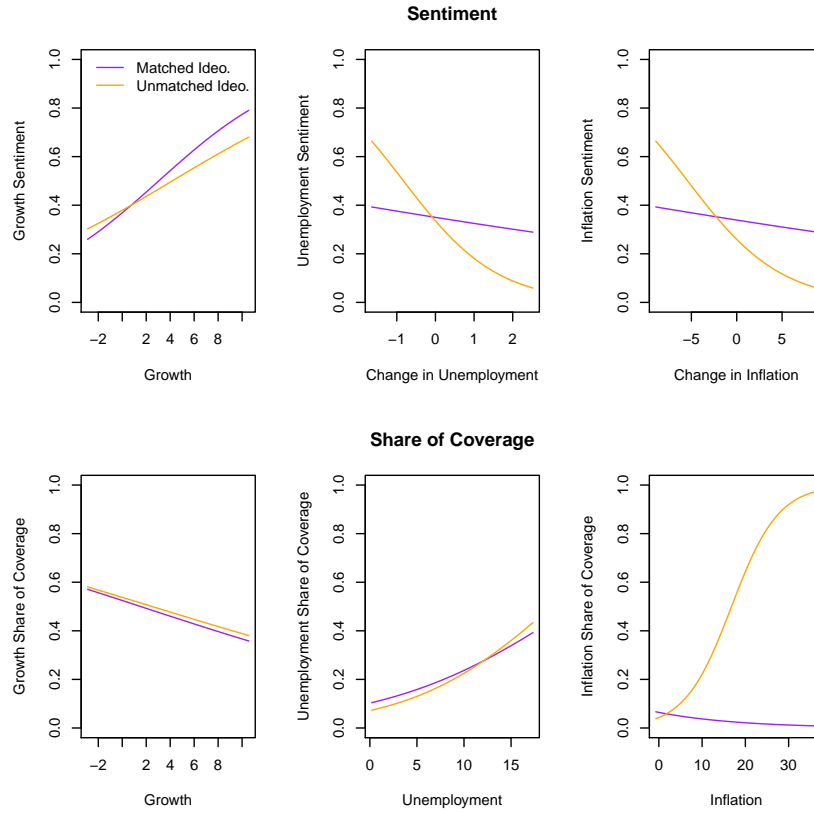 Sentiment
Matched Ideo.
Unmatched Ideo.
Growth Sentiment
0.0 0.2 0.4 0.6 0.8 1.0
−2 2 4 6 8
Growth
Unemployment Sentiment
0.0 0.2 0.4 0.6 0.8 1.0
−1 0 1 2
Change in Unemployment
Inflation Sentiment
0.0 0.2 0.4 0.6 0.8 1.0
−5 0 5
Change in Inflation
Share of Coverage
Growth Share of Coverage
0.0 0.2 0.4 0.6 0.8 1.0
−2 2 4 6 8
Growth
Unemployment Share of Coverage
0.0 0.2 0.4 0.6 0.8 1.0
0 5 10 15
Unemployment
Inflation Share of Coverage
0.0 0.2 0.4 0.6 0.8 1.0
0 10 20 30
Inflation